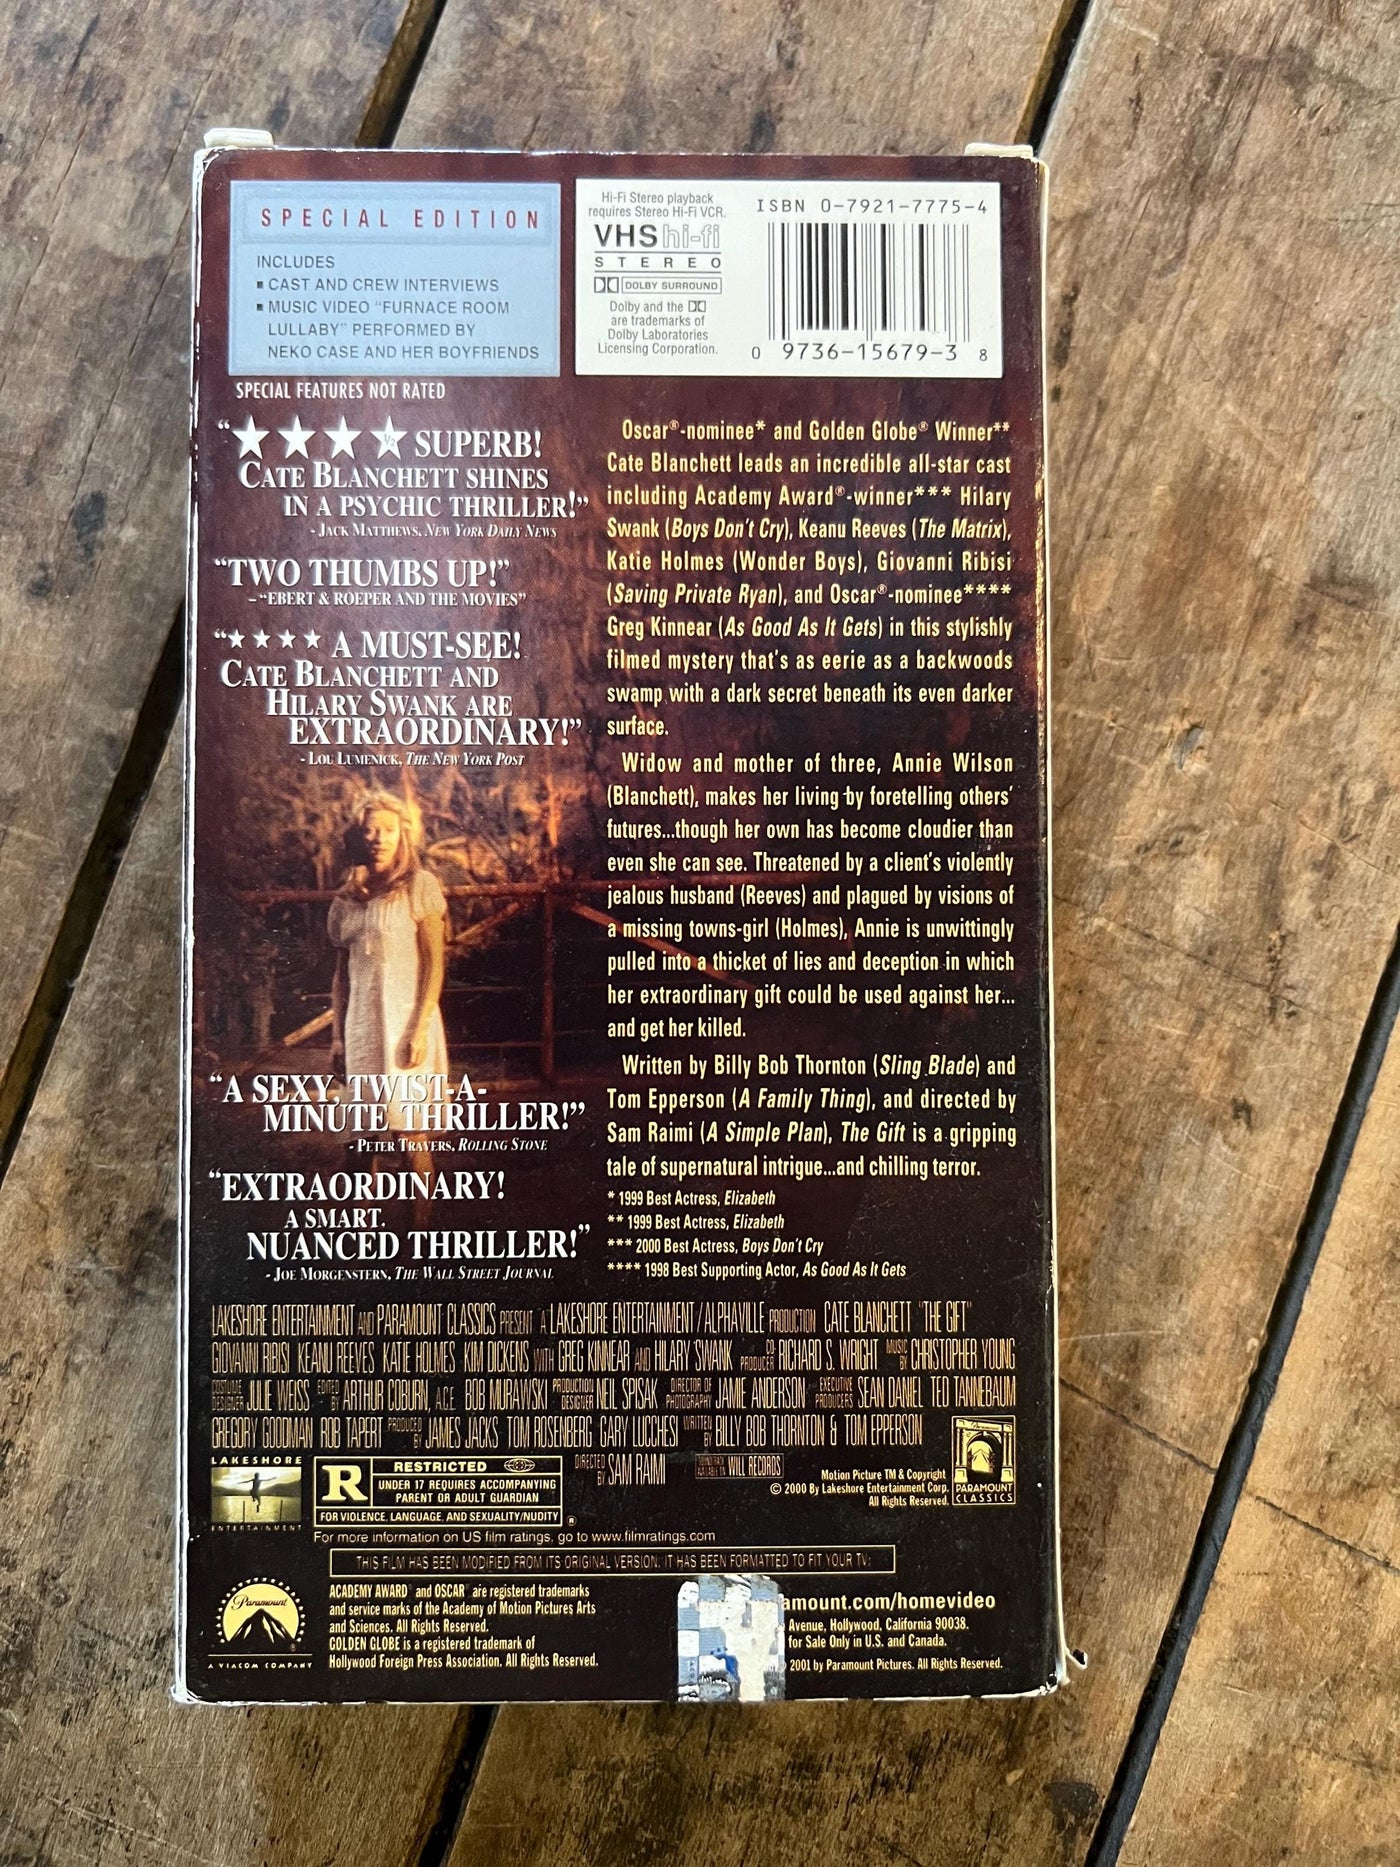 SPECIAL EDITION
INCLUDES
▪ CAST AND CREW INTERVIEWS
▪ MUSIC VIDEO "FURNACE ROOM
LULLABY" PERFORMED BY
NEKO CASE AND HER BOYFRIENDS
SPECIAL FEATURES NOT RATED
Hi-Fi Stereo playback
requires Stereo Hi-Fi VCR.
VHS hi-fi
STEREO
DOLBY SURROUND
Dolby and the
are trademarks of
Dolby Laboratories
Licensing Corporation.
ISBN 0-7921-7775-4
0 9736-15679-3 8
"★★★½ SUPERB!
CATE BLANCHETT SHINES
IN A PSYCHIC THRILLER!"
- JACK MATTHEWS, NEW YORK DAILY NEWS
"TWO THUMBS UP!"
– "EBERT & ROEPER AND THE MOVIES"
"★★★★ A MUST-SEE!
CATE BLANCHETT AND
HILARY SWANK ARE
EXTRAORDINARY!"
- LOU LUMENICK, THE NEW YORK POST
"A SEXY, TWIST-A-
MINUTE THRILLER!"
- PETER TRAVERS, ROLLING STONE
"EXTRAORDINARY!
A SMART,
NUANCED THRILLER!"
- JOE MORGENSTERN, THE WALL STREET JOURNAL
Oscar®-nominee* and Golden Globe® Winner**
Cate Blanchett leads an incredible all-star cast
including Academy Award®-winner*** Hilary
Swank (Boys Don't Cry), Keanu Reeves (The Matrix),
Katie Holmes (Wonder Boys), Giovanni Ribisi
(Saving Private Ryan), and Oscar®-nominee****
Greg Kinnear (As Good As It Gets) in this stylishly
filmed mystery that's as eerie as a backwoods
swamp with a dark secret beneath its even darker
surface.
Widow and mother of three, Annie Wilson
(Blanchett), makes her living by foretelling others'
futures...though her own has become cloudier than
even she can see. Threatened by a client's violently
jealous husband (Reeves) and plagued by visions of
a missing towns-girl (Holmes), Annie is unwittingly
pulled into a thicket of lies and deception in which
her extraordinary gift could be used against her...
and get her killed.
Written by Billy Bob Thornton (Sling Blade) and
Tom Epperson (A Family Thing), and directed by
Sam Raimi (A Simple Plan), The Gift is a gripping
tale of supernatural intrigue...and chilling terror.
* 1999 Best Actress, Elizabeth
** 1999 Best Actress, Elizabeth
*** 2000 Best Actress, Boys Don't Cry
**** 1998 Best Supporting Actor, As Good As It Gets
LAKESHORE ENTERTAINMENT AND PARAMOUNT CLASSICS PRESENT A LAKESHORE ENTERTAINMENT/ALPHAVILLE PRODUCTION CATE BLANCHETT "THE GIFT"
GIOVANNI RIBISI KEANU REEVES KATIE HOLMES KIM DICKENS WITH GREG KINNEAR AND HILARY SWANK CO-PRODUCER RICHARD S. WRIGHT MUSIC BY CHRISTOPHER YOUNG
COSTUME DESIGNER JULIE WEISS EDITED BY ARTHUR COBURN, A.C.E. BOB MURAWSKI PRODUCTION DESIGNER NEIL SPISAK DIRECTOR OF PHOTOGRAPHY JAMIE ANDERSON EXECUTIVE PRODUCERS SEAN DANIEL TED TANNEBAUM
GREGORY GOODMAN ROB TAPERT PRODUCED BY JAMES JACKS TOM ROSENBERG GARY LUCCHESI WRITTEN BY BILLY BOB THORNTON & TOM EPPERSON
DIRECTED BY SAM RAIMI SOUNDTRACK AVAILABLE ON WILL RECORDS
LAKESHORE
ENTERTAINMENT
R
RESTRICTED
UNDER 17 REQUIRES ACCOMPANYING
PARENT OR ADULT GUARDIAN
FOR VIOLENCE, LANGUAGE, AND SEXUALITY/NUDITY ®
Motion Picture TM & Copyright
© 2000 By Lakeshore Entertainment Corp.
All Rights Reserved.
PARAMOUNT
CLASSICS
For more information on US film ratings, go to www.filmratings.com
THIS FILM HAS BEEN MODIFIED FROM ITS ORIGINAL VERSION. IT HAS BEEN FORMATTED TO FIT YOUR TV.
Paramount
A VIACOM COMPANY
ACADEMY AWARD® and OSCAR® are registered trademarks
and service marks of the Academy of Motion Pictures Arts
and Sciences. All Rights Reserved.
GOLDEN GLOBE is a registered trademark of
Hollywood Foreign Press Association. All Rights Reserved.
amount.com/homevideo
Avenue, Hollywood, California 90038.
for Sale Only in U.S. and Canada.
2001 by Paramount Pictures. All Rights Reserved.